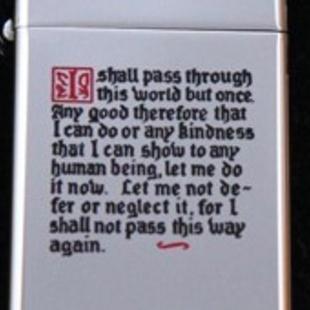 I shall pass through
this world but once.
Any good therefore that
I can do or any kindness
that I can show to any
human being, let me do
it now. Let me not de-
fer or neglect it, for I
shall not pass this way
again.